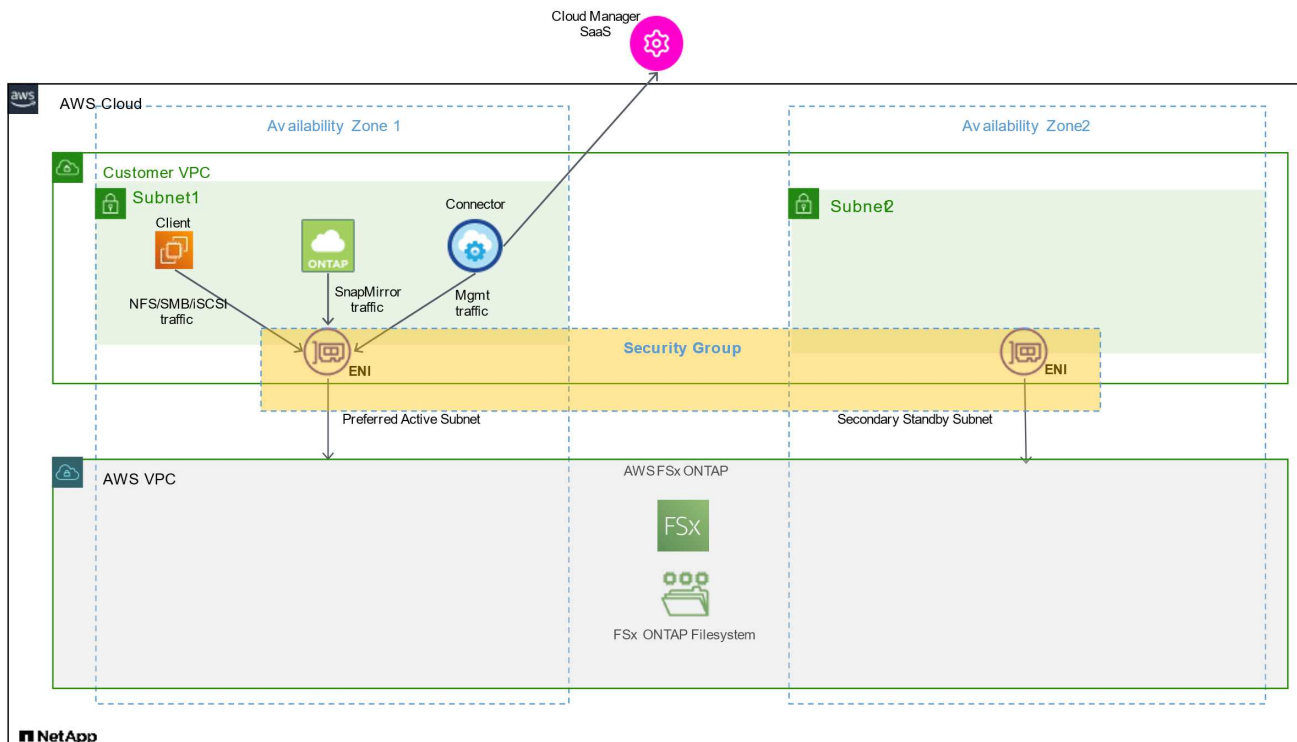 Cloud Manager
SaaS
aws
AWS Cloud
Availability Zone 1
Availability Zone2
Customer VPC
Subnet1
Subnet2
Client
Connector
ONTAP
NFS/SMB/iSCSI
traffic
SnapMirror
traffic
Mgmt
traffic
Security Group
ENI
ENI
Preferred Active Subnet
Secondary Standby Subnet
AWS VPC
AWS FSx ONTAP
FSx
FSx ONTAP Filesystem
NetApp